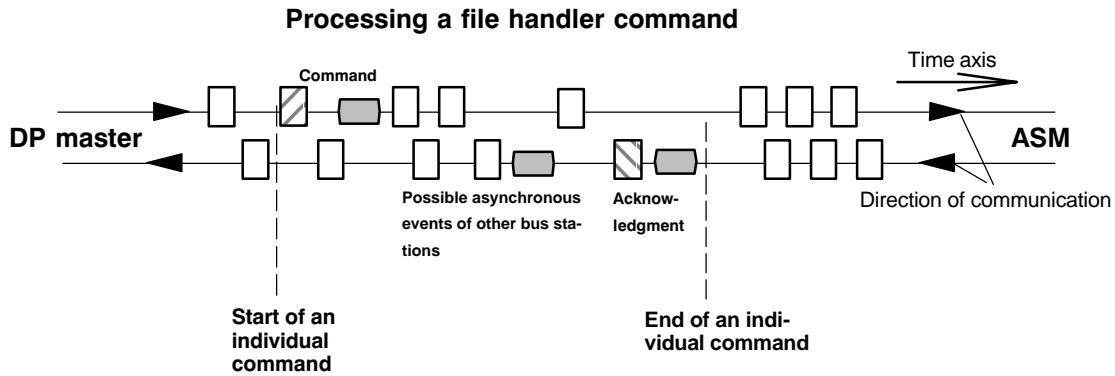 Processing a file handler command
Command
Time axis
DP master
ASM
Possible asynchronous
events of other bus sta-
tions
Acknow-
ledgment
Direction of communication
Start of an
individual
command
End of an indi-
vidual command